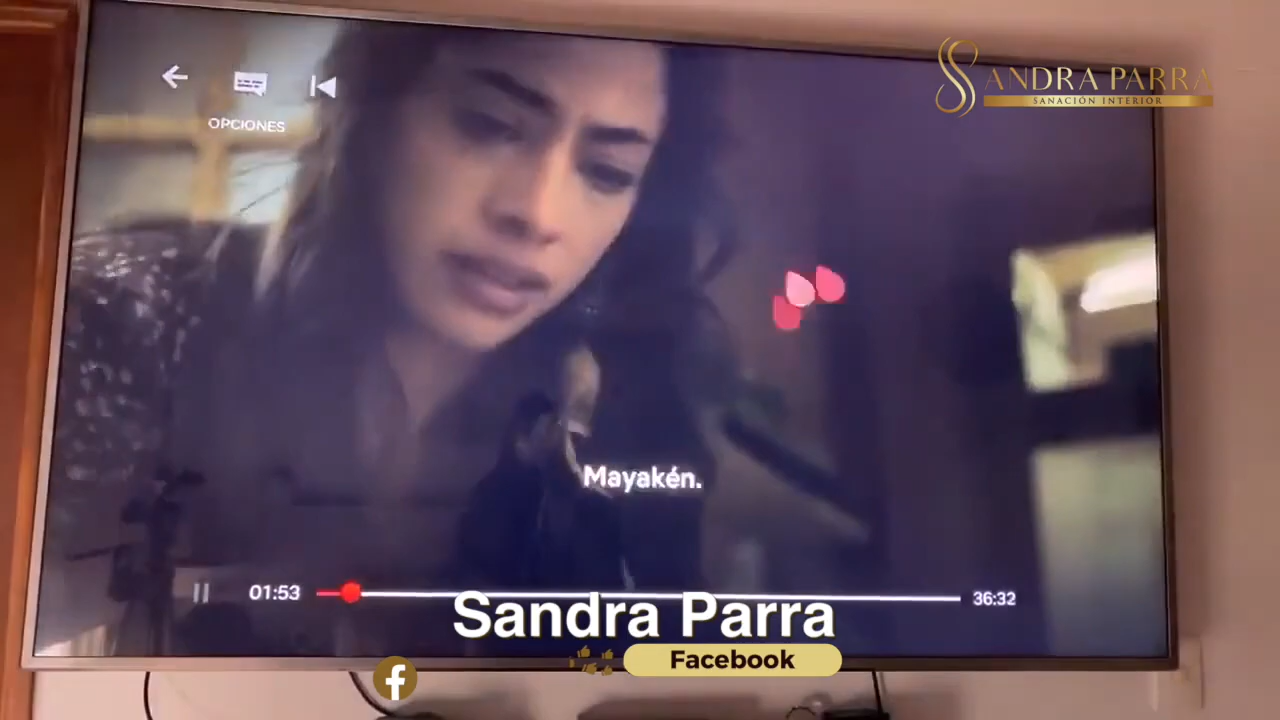 SANDRA PARRA
SANACIÓN INTERIOR
OPCIONES
Mayakén.
01:53
36:32
Sandra Parra
Facebook